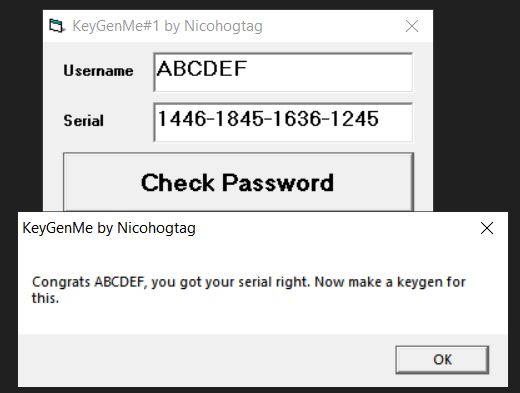 KeyGenMe#1 by Nicohogtag
Username ABCDEF
Serial 1446-1845-1636-1245
Check Password
KeyGenMe by Nicohogtag
Congrats ABCDEF, you got your serial right. Now make a keygen for
this.
OK